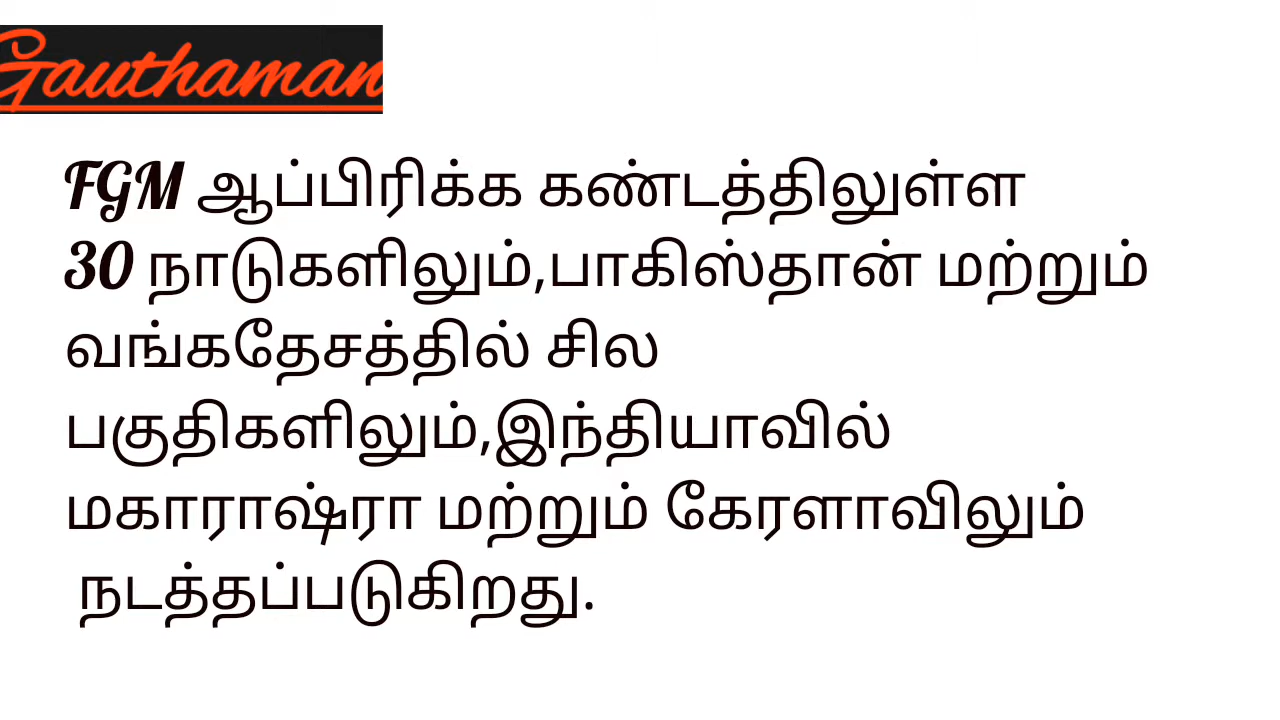 Gauthaman
FGM ஆப்பிரிக்க கண்டத்திலுள்ள
30 நாடுகளிலும்,பாகிஸ்தான் மற்றும்
வங்கதேசத்தில் சில
பகுதிகளிலும்,இந்தியாவில்
மகாராஷ்ரா மற்றும் கேரளாவிலும்
நடத்தப்படுகிறது.